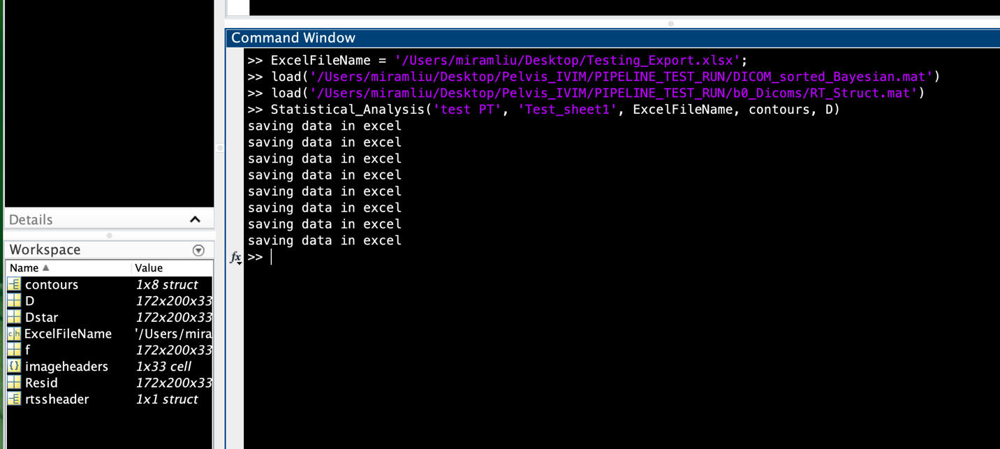 Command Window
>> ExcelFileName = '/Users/miramliu/Desktop/Testing_Export.xlsx';
>> load('/Users/miramliu/Desktop/Pelvis_IVIM/PIPELINE_TEST_RUN/DICOM_sorted_Bayesian.mat')
>> load('/Users/miramliu/Desktop/Pelvis_IVIM/PIPELINE_TEST_RUN/b0_Dicoms/RT_Struct.mat')
>> Statistical_Analysis('test PT', 'Test_sheet1', ExcelFileName, contours, D)
saving data in excel
saving data in excel
saving data in excel
saving data in excel
saving data in excel
saving data in excel
saving data in excel
saving data in excel
fx >>
Details
Workspace
Name Value
contours 1x8 struct
D 172x200x33
Dstar 172x200x33
ch ExcelFileName '/Users/mira
f 172x200x33
{} imageheaders 1x33 cell
Resid 172x200x33
rtssheader 1x1 struct